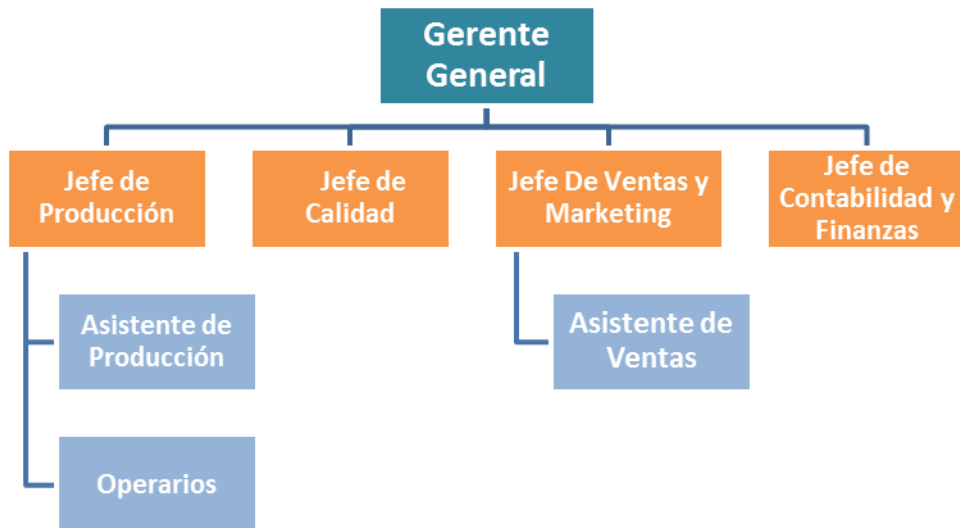 Gerente
General
Jefe de
Producción
Jefe de
Calidad
Jefe De Ventas y
Marketing
Jefe de
Contabilidad y
Finanzas
Asistente de
Producción
Asistente de
Ventas
Operarios